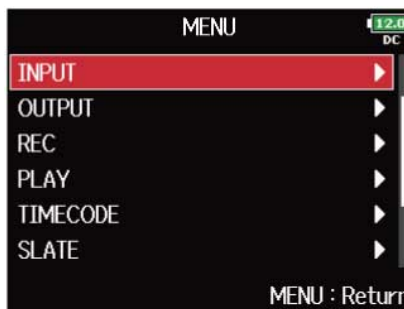 MENU
12.0
DC
INPUT
OUTPUT
REC
PLAY
TIMECODE
SLATE
MENU : Return